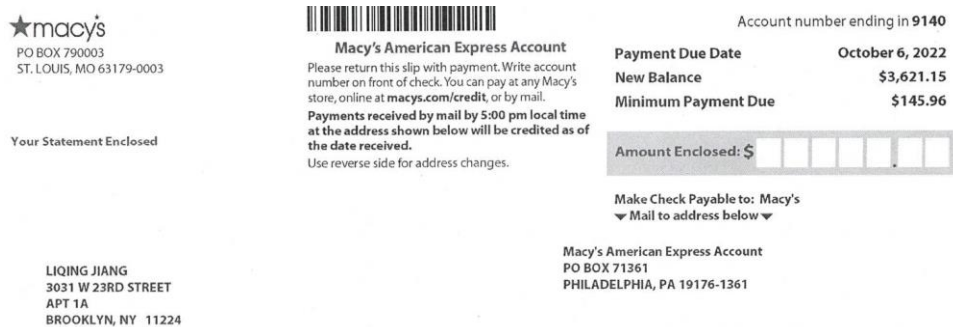 macy's
PO BOX 790003
ST. LOUIS, MO 63179-0003
Your Statement Enclosed
LIQING JIANG
3031 W 23RD STREET
APT 1A
BROOKLYN, NY 11224
Macy's American Express Account
Please return this slip with payment. Write account
number on front of check. You can pay at any Macy's
store, online at macys.com/credit, or by mail.
Payments received by mail by 5:00 pm local time
at the address shown below will be credited as of
the date received.
Use reverse side for address changes.
Account number ending in 9140
Payment Due Date October 6, 2022
New Balance $3,621.15
Minimum Payment Due $145.96
Amount Enclosed: $ .
Make Check Payable to: Macy's
Mail to address below
Macy's American Express Account
PO BOX 71361
PHILADELPHIA, PA 19176-1361